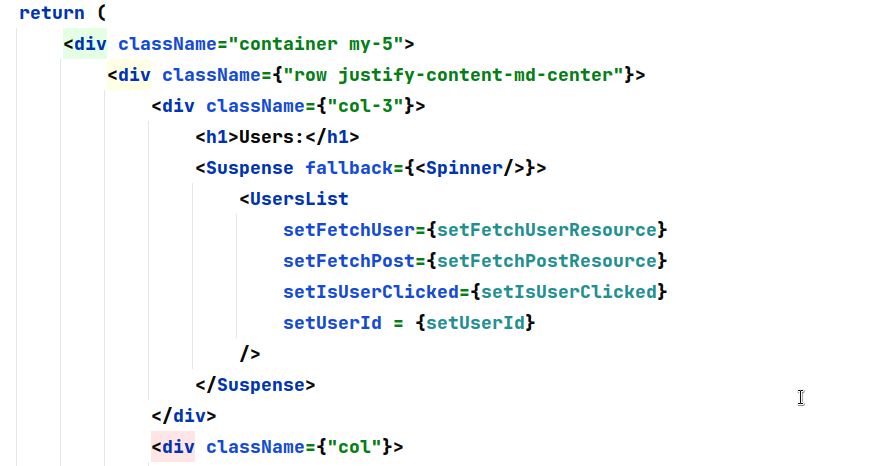 return (
<div className="container my-5">
<div className={"row justify-content-md-center"}>
<div className={"col-3"}>
<h1>Users:</h1>
<Suspense fallback={<Spinner/>}>
<UsersList
setFetchUser={setFetchUserResource}
setFetchPost={setFetchPostResource}
setIsUserClicked={setIsUserClicked}
setUserId = {setUserId}
/>
</Suspense>
</div>
<div className={"col"}>